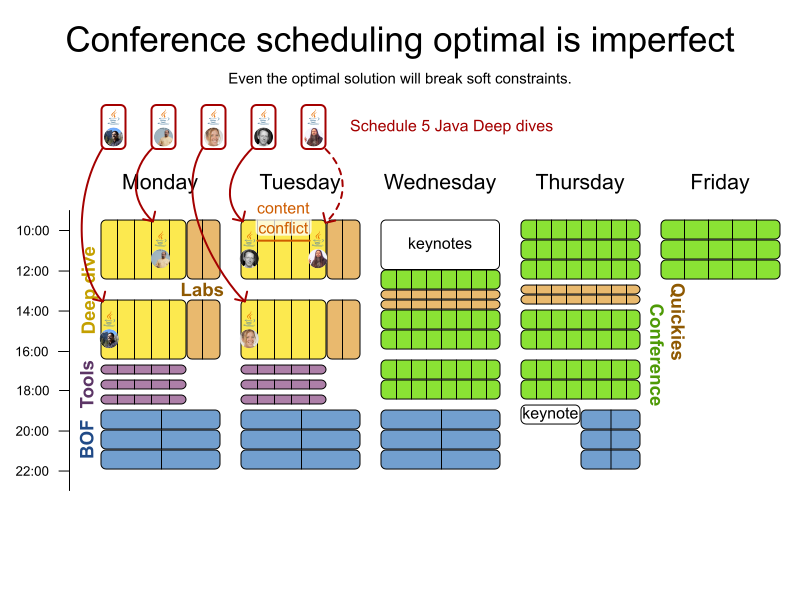 Conference scheduling optimal is imperfect
Even the optimal solution will break soft constraints.
Schedule 5 Java Deep dives
Monday
Tuesday
Wednesday
Thursday
Friday
content
conflict
10:00
12:00
14:00
16:00
18:00
20:00
22:00
Deep dive
Labs
Tools
BOF
keynotes
keynote
Quickies
Conference